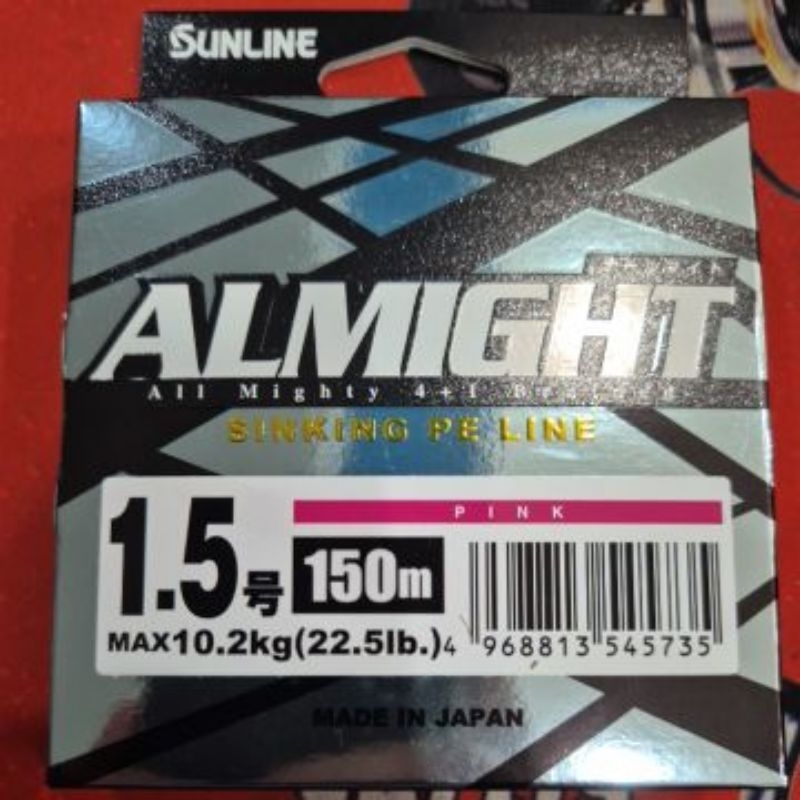 SUNLINE
ALMIGHT
All Mighty 4+1 Braided
SINKING PE LINE
PINK
1.5号
150m
MAX10.2kg(22.5lb.)
4 968813 545735
MADE IN JAPAN